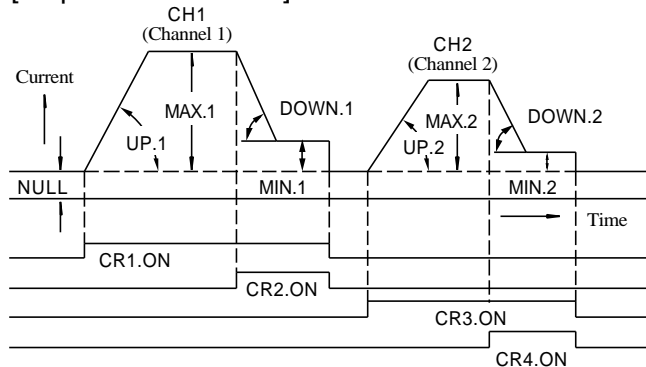 CH1
(Channel 1)
CH2
(Channel 2)
Current
MAX.1
DOWN.1
MAX.2
DOWN.2
UP.1
UP.2
NULL
MIN.1
MIN.2
Time
CR1.ON
CR2.ON
CR3.ON
CR4.ON